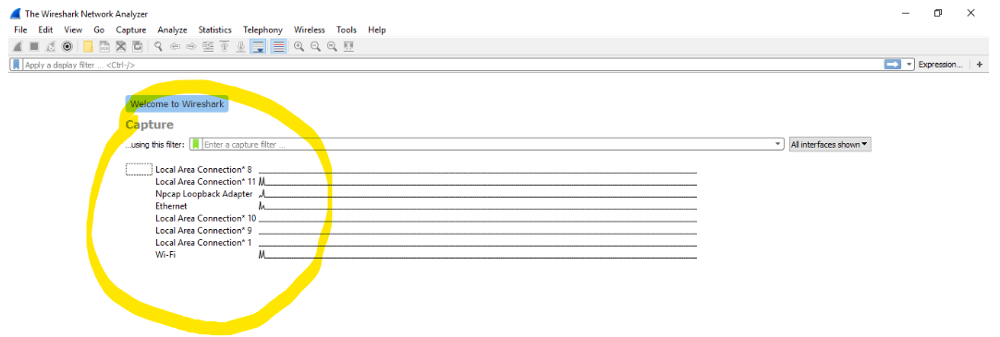 The Wireshark Network Analyzer
File Edit View Go Capture Analyze Statistics Telephony Wireless Tools Help
Apply a display filter ... <Ctrl-/> Expression... +
Welcome to Wireshark
Capture
...using this filter: Enter a capture filter ... All interfaces shown
Local Area Connection* 8
Local Area Connection* 11
Npcap Loopback Adapter
Ethernet
Local Area Connection* 10
Local Area Connection* 9
Local Area Connection* 1
Wi-Fi